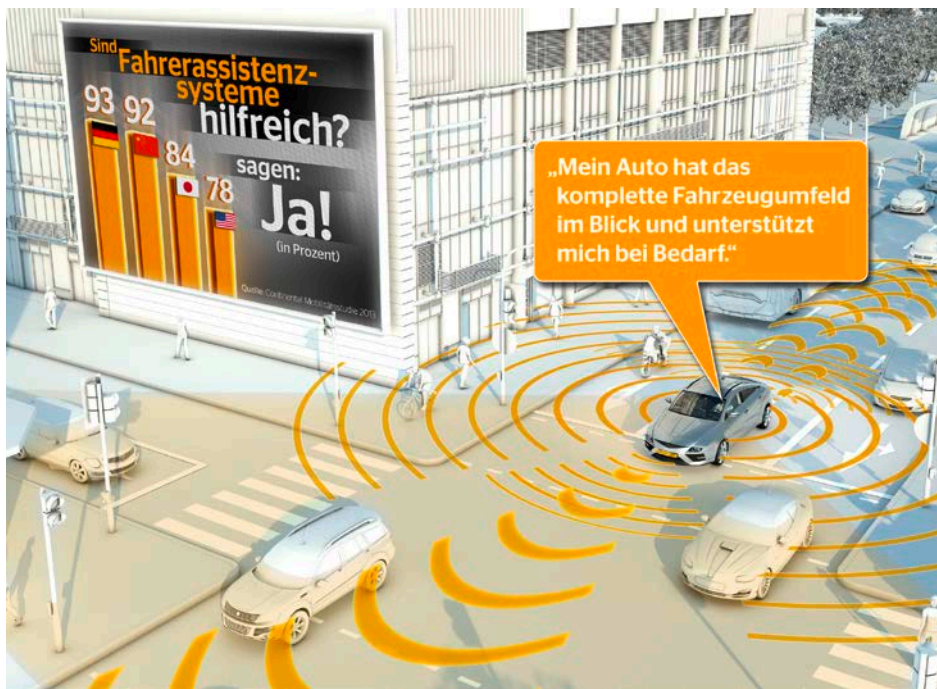 Sind
Fahrerassistenz-
systeme
hilfreich?
sagen:
Ja!
(in Prozent)
93
92
84
78
Quelle: Continental Mobilitätsstudie 2013
„Mein Auto hat das
komplette Fahrzeugumfeld
im Blick und unterstützt
mich bei Bedarf.“